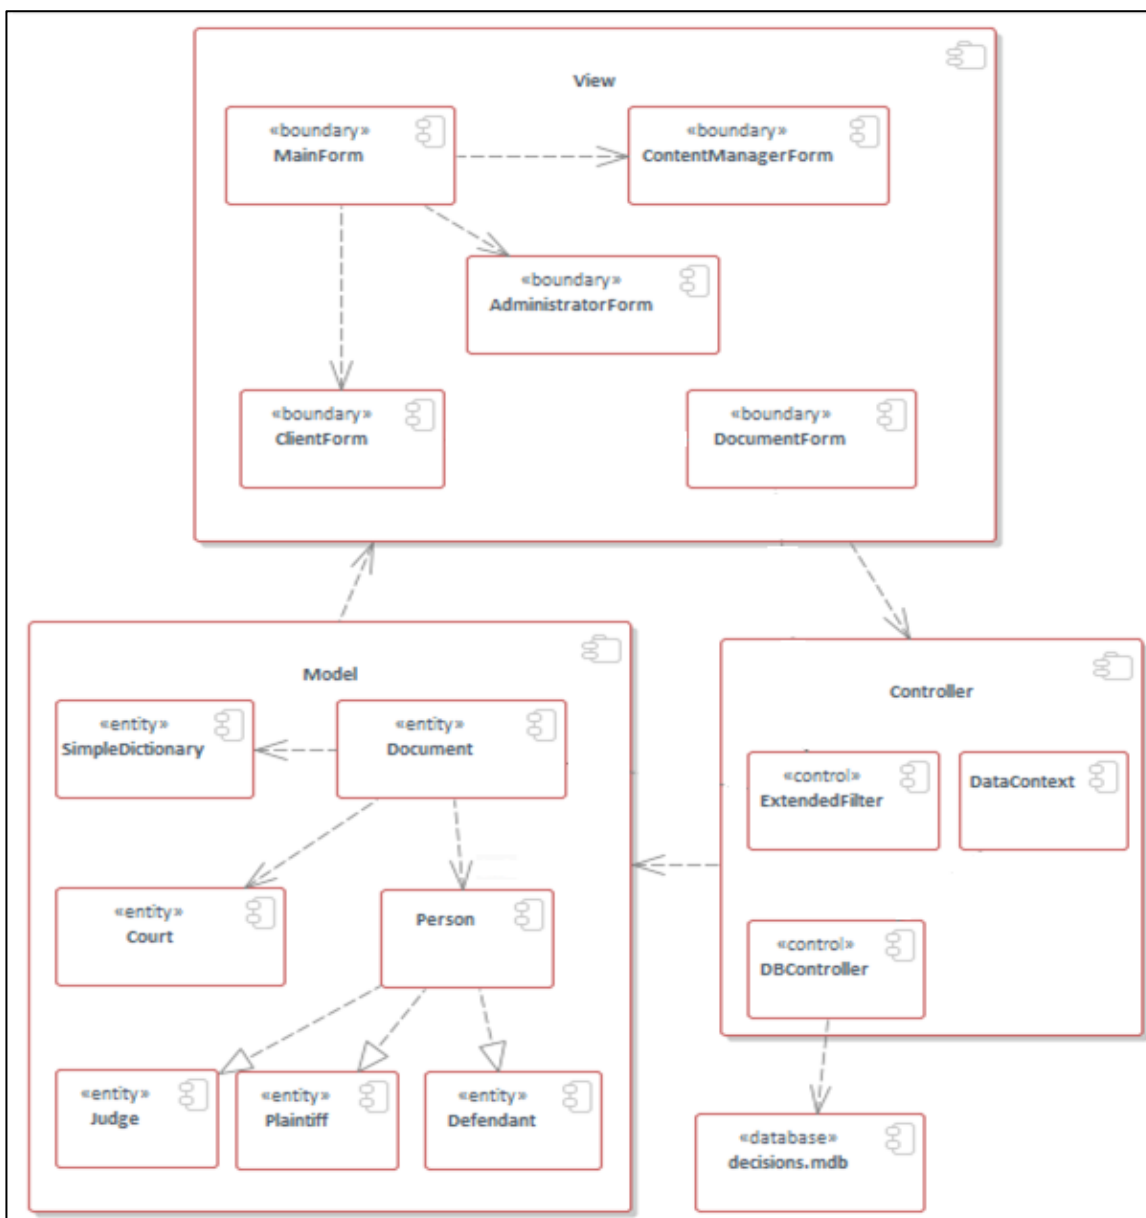 View
«boundary»
MainForm
«boundary»
ContentManagerForm
«boundary»
AdministratorForm
«boundary»
ClientForm
«boundary»
DocumentForm
Model
«entity»
SimpleDictionary
«entity»
Document
«entity»
Court
Person
«entity»
Judge
«entity»
Plaintiff
«entity»
Defendant
Controller
«control»
ExtendedFilter
DataContext
«control»
DBController
«database»
decisions.mdb